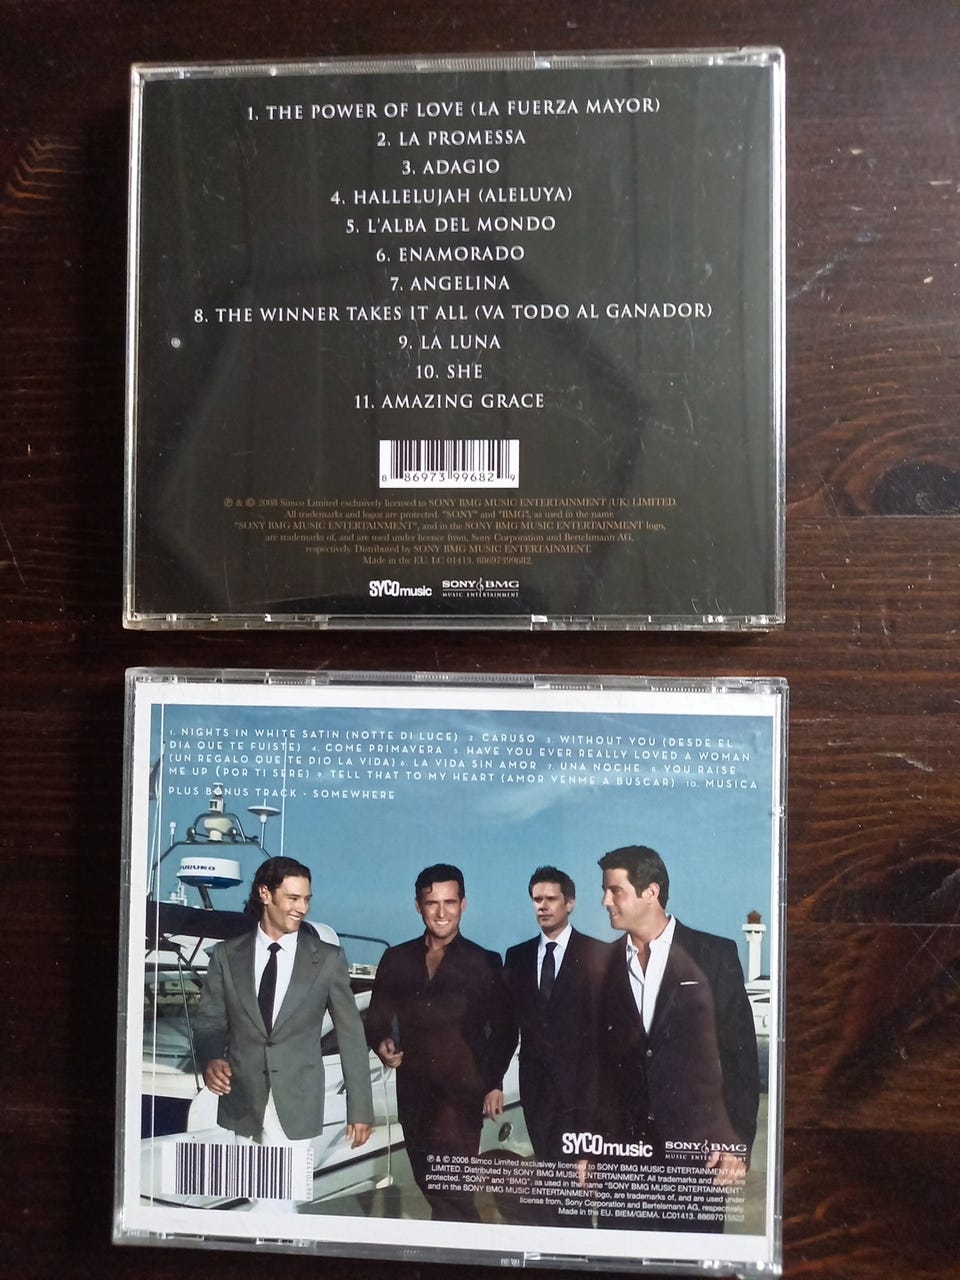 1. THE POWER OF LOVE (LA FUERZA MAYOR)
2. LA PROMESSA
3. ADAGIO
4. HALLELUJAH (ALELUYA)
5. L'ALBA DEL MONDO
6. ENAMORADO
7. ANGELINA
8. THE WINNER TAKES IT ALL (VA TODO AL GANADOR)
9. LA LUNA
10. SHE
11. AMAZING GRACE
8 86973 99682 9
℗ & © 2008 Simco Limited exclusively licensed to SONY BMG MUSIC ENTERTAINMENT (UK) LIMITED.
All trademarks and logos are protected. "SONY" and "BMG", as used in the name
"SONY BMG MUSIC ENTERTAINMENT", and in the SONY BMG MUSIC ENTERTAINMENT logo,
are trademarks of, and are used under licence from, Sony Corporation and Bertelsmann AG,
respectively. Distributed by SONY BMG MUSIC ENTERTAINMENT.
Made in the EU. LC 01413. 88697399682.
SYCOmusic SONY BMG
MUSIC ENTERTAINMENT
1. NIGHTS IN WHITE SATIN (NOTTE DI LUCE) 2. CARUSO 3. WITHOUT YOU (DESDE EL
DIA QUE TE FUISTE) 4. COME PRIMAVERA 5. HAVE YOU EVER REALLY LOVED A WOMAN
(UN REGALO QUE TE DIO LA VIDA) 6. LA VIDA SIN AMOR 7. UNA NOCHE 8. YOU RAISE
ME UP (POR TI SERE) 9. TELL THAT TO MY HEART (AMOR VENME A BUSCAR) 10. MUSICA
PLUS BONUS TRACK - SOMEWHERE
FURUNO
SYCOmusic SONY BMG
MUSIC ENTERTAINMENT
℗ & © 2006 Simco Limited exclusivey licensed to SONY BMG MUSIC ENTERTAINMENT (UK)
LIMITED. Distributed by SONY BMG MUSIC ENTERTAINMENT. All trademarks and logos are
protected. "SONY" and "BMG", as used in the name "SONY BMG MUSIC ENTERTAINMENT",
and in the SONY BMG MUSIC ENTERTAINMENT logo, are trademarks of, and are used under
license from, Sony Corporation and Bertelsmann AG, respectively.
Made in the EU. BIEM/GEMA. LC01413. 88697015522